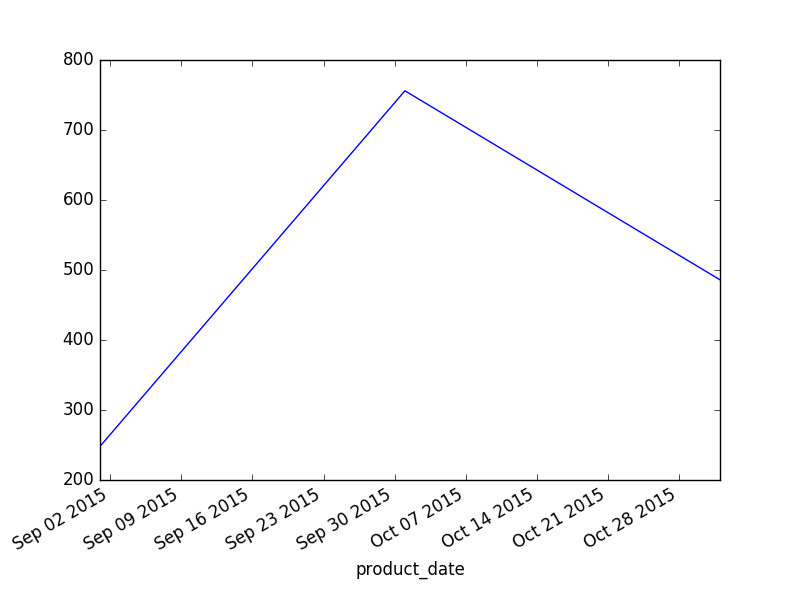 800
700
600
500
400
300
200
Sep 02 2015
Sep 09 2015
Sep 16 2015
Sep 23 2015
Sep 30 2015
Oct 07 2015
Oct 14 2015
Oct 21 2015
Oct 28 2015
product_date